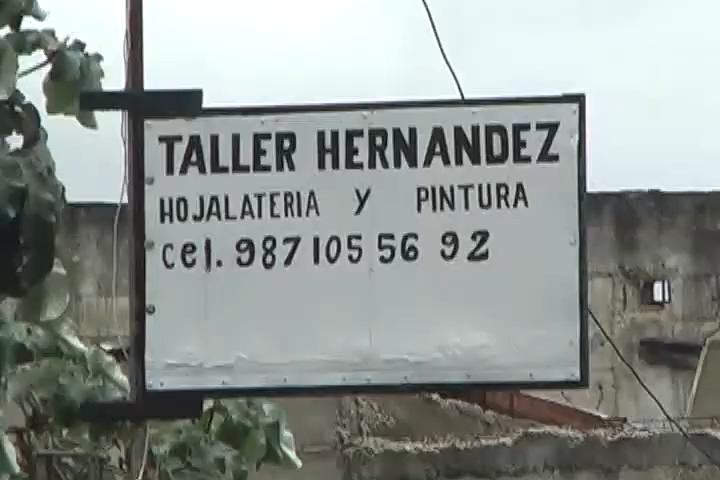 TALLER HERNANDEZ
HOJALATERIA Y PINTURA
cel. 987 105 56 92